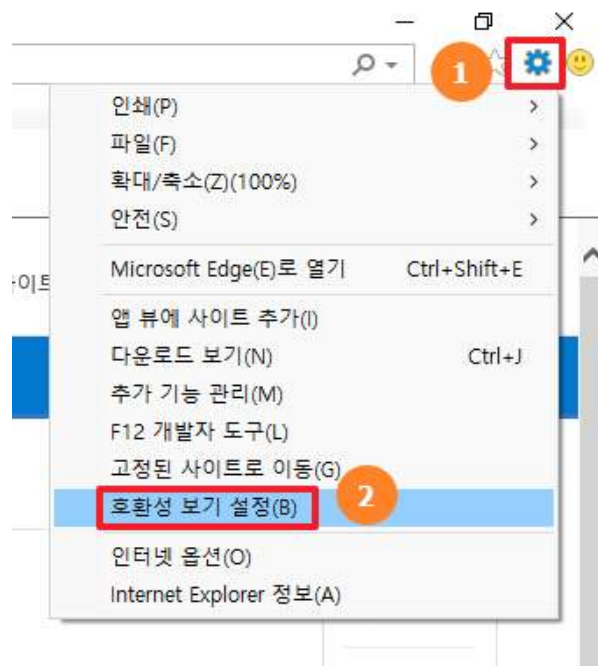 1
인쇄(P)
파일(F)
확대/축소(Z)(100%)
안전(S)
Microsoft Edge(E)로 열기 Ctrl+Shift+E
앱 뷰에 사이트 추가(I)
다운로드 보기(N) Ctrl+J
추가 기능 관리(M)
F12 개발자 도구(L)
고정된 사이트로 이동(G)
호환성 보기 설정(B) 2
인터넷 옵션(O)
Internet Explorer 정보(A)